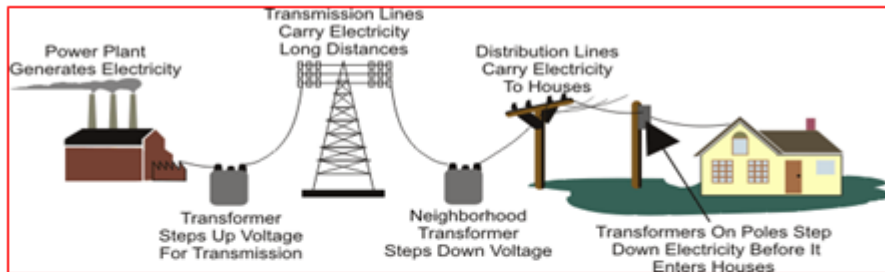 Power Plant
Generates Electricity
Transmission Lines
Carry Electricity
Long Distances
Distribution Lines
Carry Electricity
To Houses
Transformer
Steps Up Voltage
For Transmission
Neighborhood
Transformer
Steps Down Voltage
Transformers On Poles Step
Down Electricity Before It
Enters Houses